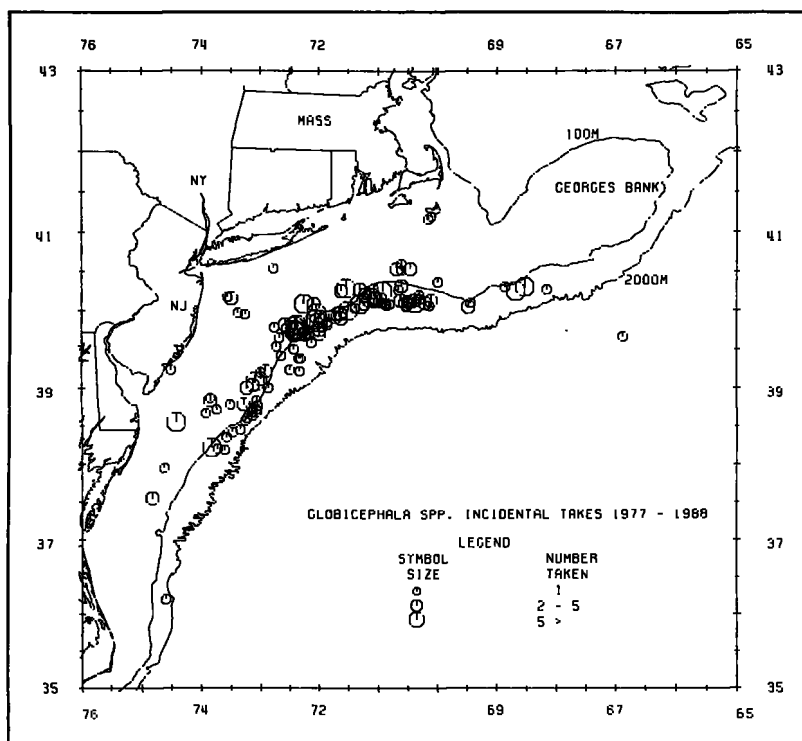 76 74 72 69 65
43 43
MASS
100M
NY
GEORGES BANK
41 41
2000M
NJ
39 39
GLOBICEPHALA SPP. INCIDENTAL TAKES 1977 - 1988
LEGEND
SYMBOL NUMBER
SIZE TAKEN
1
2 - 5
5 >
37 37
35 35
76 74 72 69 65